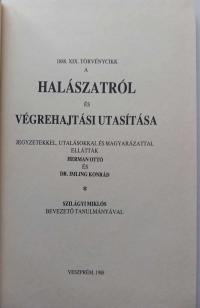 1888. XIX. TÖRVÉNYCIKK
A
HALÁSZATRÓL
ÉS
VÉGREHAJTÁSI UTASÍTÁSA
JEGYZETEKKEL, UTALÁSOKKAL ÉS MAGYARÁZATTAL
ELLÁTTÁK
HERMAN OTTÓ
ÉS
DR. IMLING KONRÁD
*
SZILÁGYI MIKLÓS
BEVEZETŐ TANULMÁNYÁVAL
VESZPRÉM, 1988